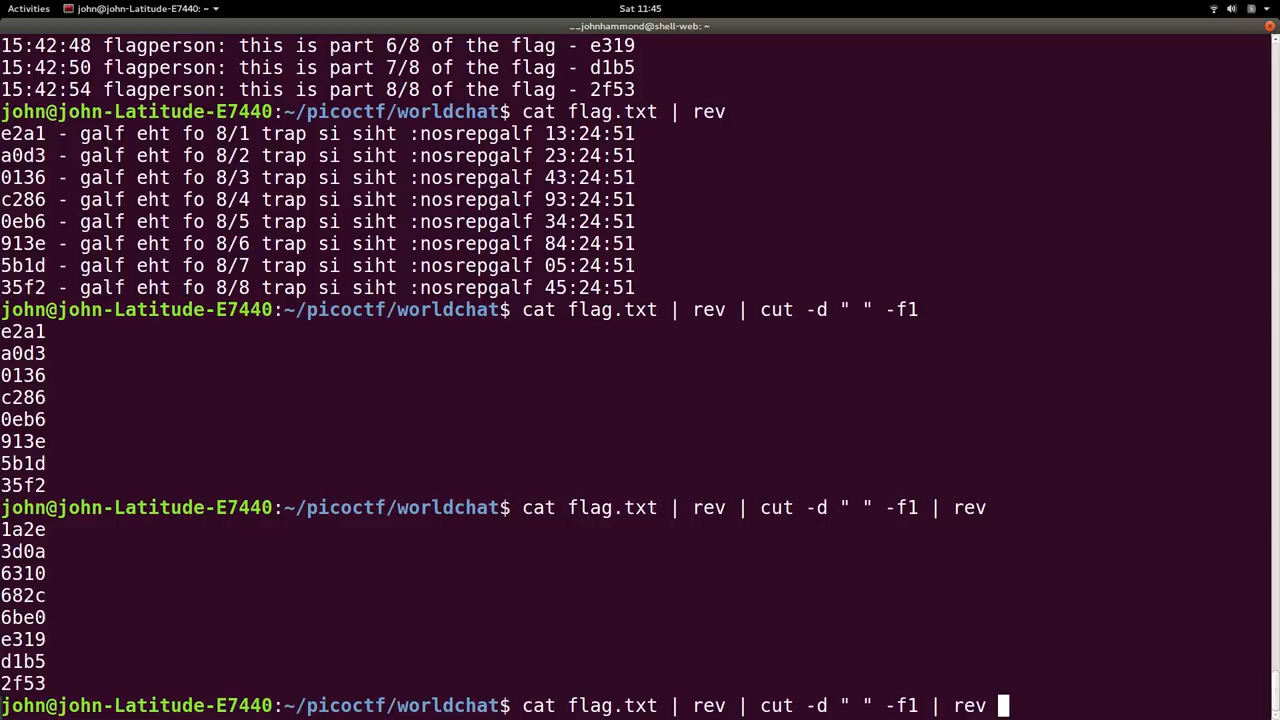 Activities john@john-Latitude-E7440: ~ Sat 11:45
__johnhammond@shell-web: ~
15:42:48 flagperson: this is part 6/8 of the flag - e319
15:42:50 flagperson: this is part 7/8 of the flag - d1b5
15:42:54 flagperson: this is part 8/8 of the flag - 2f53
john@john-Latitude-E7440:~/picoctf/worldchat$ cat flag.txt | rev
e2a1 - galf eht fo 8/1 trap si siht :nosrepgalf 13:24:51
a0d3 - galf eht fo 8/2 trap si siht :nosrepgalf 23:24:51
0136 - galf eht fo 8/3 trap si siht :nosrepgalf 43:24:51
c286 - galf eht fo 8/4 trap si siht :nosrepgalf 93:24:51
0eb6 - galf eht fo 8/5 trap si siht :nosrepgalf 34:24:51
913e - galf eht fo 8/6 trap si siht :nosrepgalf 84:24:51
5b1d - galf eht fo 8/7 trap si siht :nosrepgalf 05:24:51
35f2 - galf eht fo 8/8 trap si siht :nosrepgalf 45:24:51
john@john-Latitude-E7440:~/picoctf/worldchat$ cat flag.txt | rev | cut -d " " -f1
e2a1
a0d3
0136
c286
0eb6
913e
5b1d
35f2
john@john-Latitude-E7440:~/picoctf/worldchat$ cat flag.txt | rev | cut -d " " -f1 | rev
1a2e
3d0a
6310
682c
6be0
e319
d1b5
2f53
john@john-Latitude-E7440:~/picoctf/worldchat$ cat flag.txt | rev | cut -d " " -f1 | rev